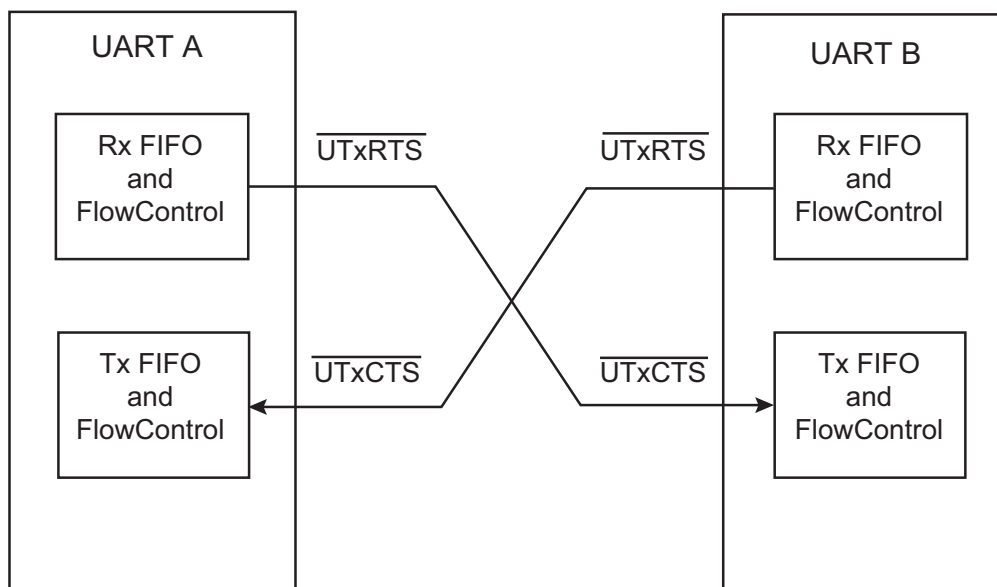 UART A
UART B
Rx FIFO
and
FlowControl
UTxRTS
UTxRTS
Rx FIFO
and
FlowControl
Tx FIFO
and
FlowControl
UTxCTS
UTxCTS
Tx FIFO
and
FlowControl